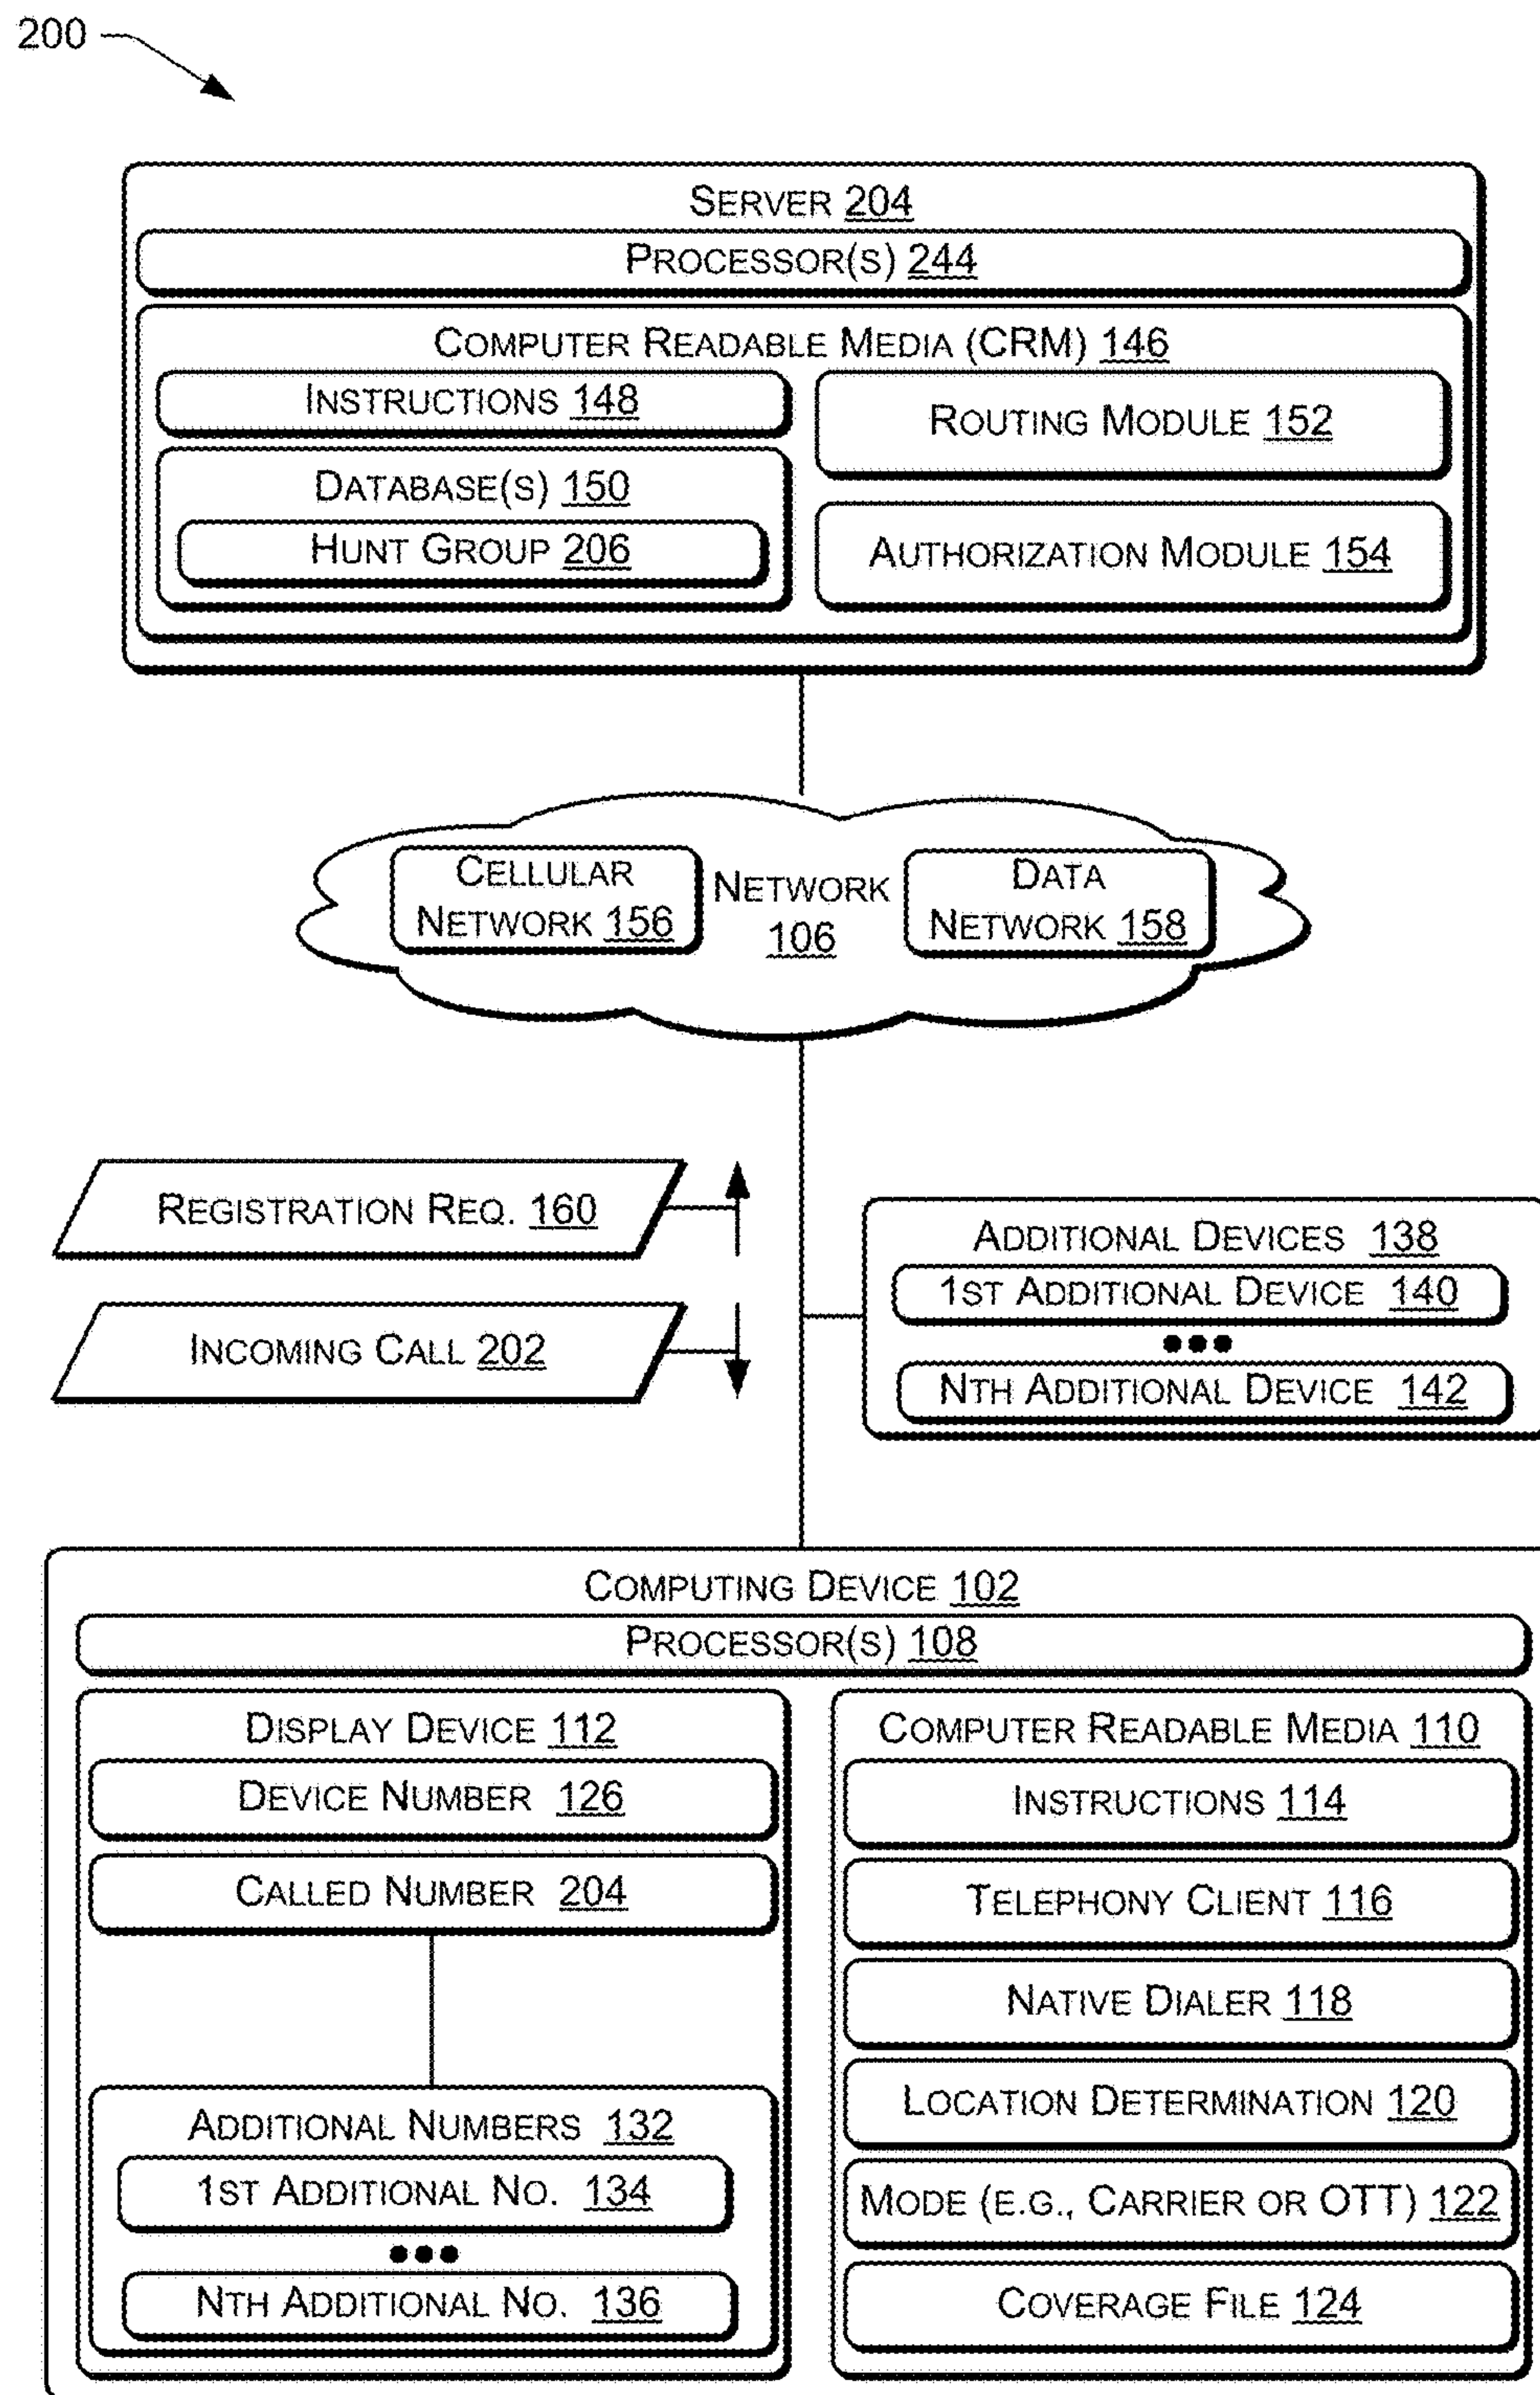 200
SERVER 204
PROCESSOR(S) 244
COMPUTER READABLE MEDIA (CRM) 146
INSTRUCTIONS 148
DATABASE(S) 150
HUNT GROUP 206
ROUTING MODULE 152
AUTHORIZATION MODULE 154
CELLULAR
NETWORK 156
NETWORK
106
DATA
NETWORK 158
REGISTRATION REQ. 160
INCOMING CALL 202
ADDITIONAL DEVICES 138
1ST ADDITIONAL DEVICE 140
NTH ADDITIONAL DEVICE 142
COMPUTING DEVICE 102
PROCESSOR(S) 108
DISPLAY DEVICE 112
DEVICE NUMBER 126
CALLED NUMBER 204
ADDITIONAL NUMBERS 132
1ST ADDITIONAL NO. 134
NTH ADDITIONAL NO. 136
COMPUTER READABLE MEDIA 110
INSTRUCTIONS 114
TELEPHONY CLIENT 116
NATIVE DIALER 118
LOCATION DETERMINATION 120
MODE (E.G., CARRIER OR OTT) 122
COVERAGE FILE 124